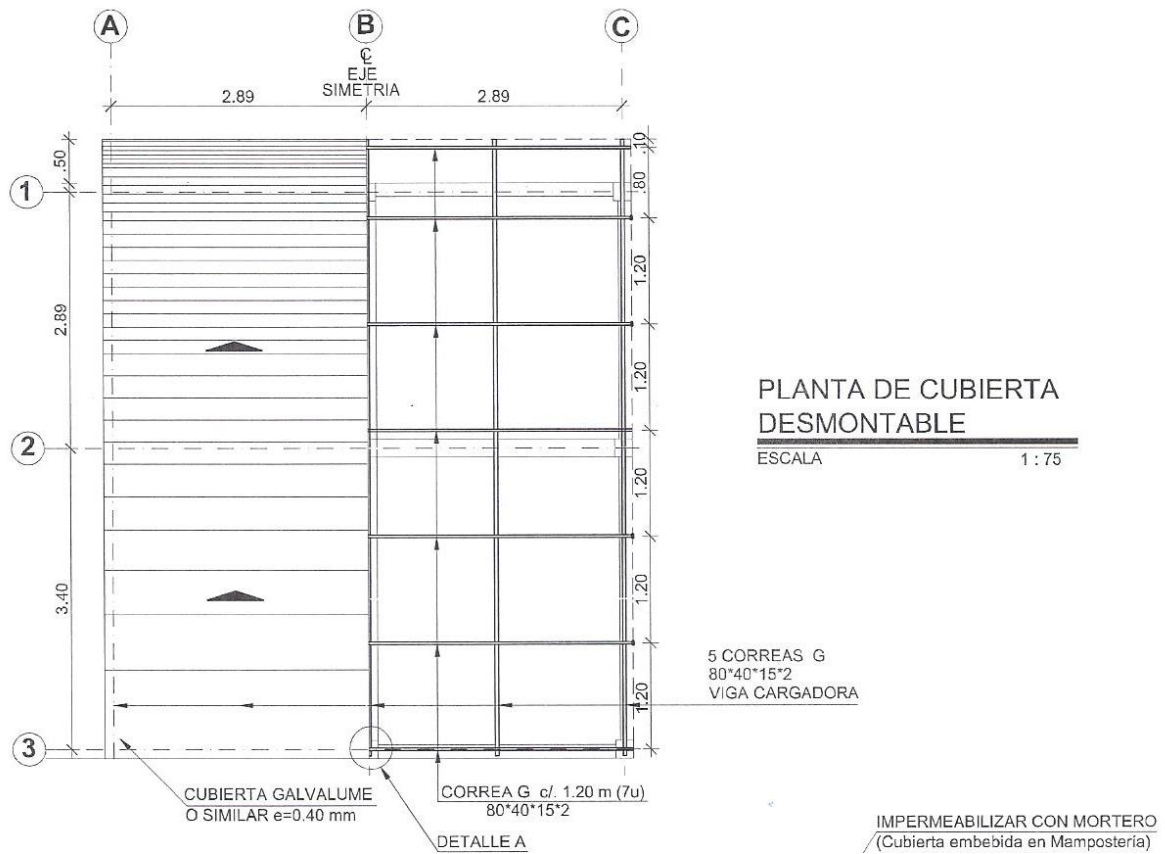 A
B
C
℄
EJE
SIMETRIA
2.89
2.89
.50
.10
1
.80
1.20
2.89
1.20
2
1.20
1.20
3.40
1.20
3
PLANTA DE CUBIERTA
DESMONTABLE
ESCALA 1 : 75
5 CORREAS G
80*40*15*2
VIGA CARGADORA
CUBIERTA GALVALUME
O SIMILAR e=0.40 mm
CORREA G c/. 1.20 m (7u)
80*40*15*2
DETALLE A
IMPERMEABILIZAR CON MORTERO
(Cubierta embebida en Mampostería)